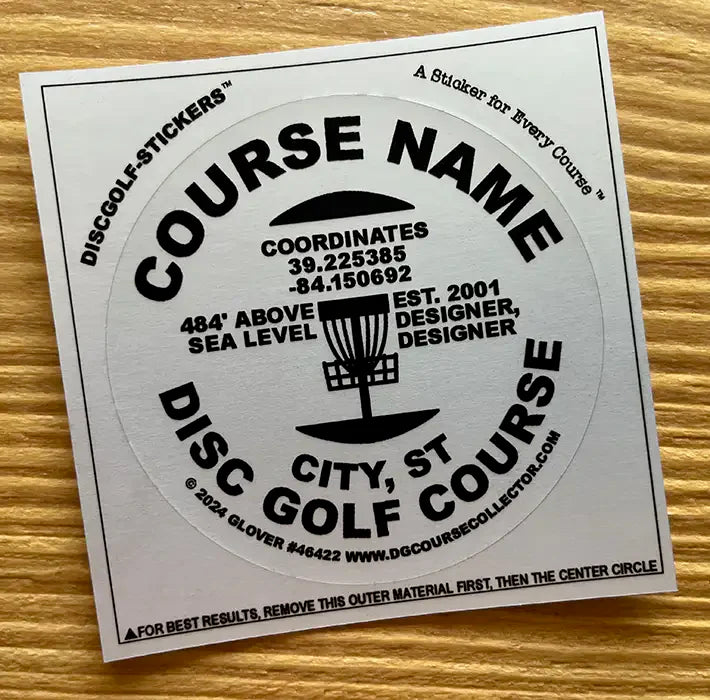 DISCGOLF-STICKERS™
A Sticker for Every Course ™
COURSE NAME
COORDINATES
39.225385
-84.150692
484' ABOVE
SEA LEVEL
EST. 2001
DESIGNER,
DESIGNER
CITY, ST
DISC GOLF COURSE
© 2024 GLOVER #46422 WWW.DGCOURSECOLLECTOR.COM
▲FOR BEST RESULTS, REMOVE THIS OUTER MATERIAL FIRST, THEN THE CENTER CIRCLE